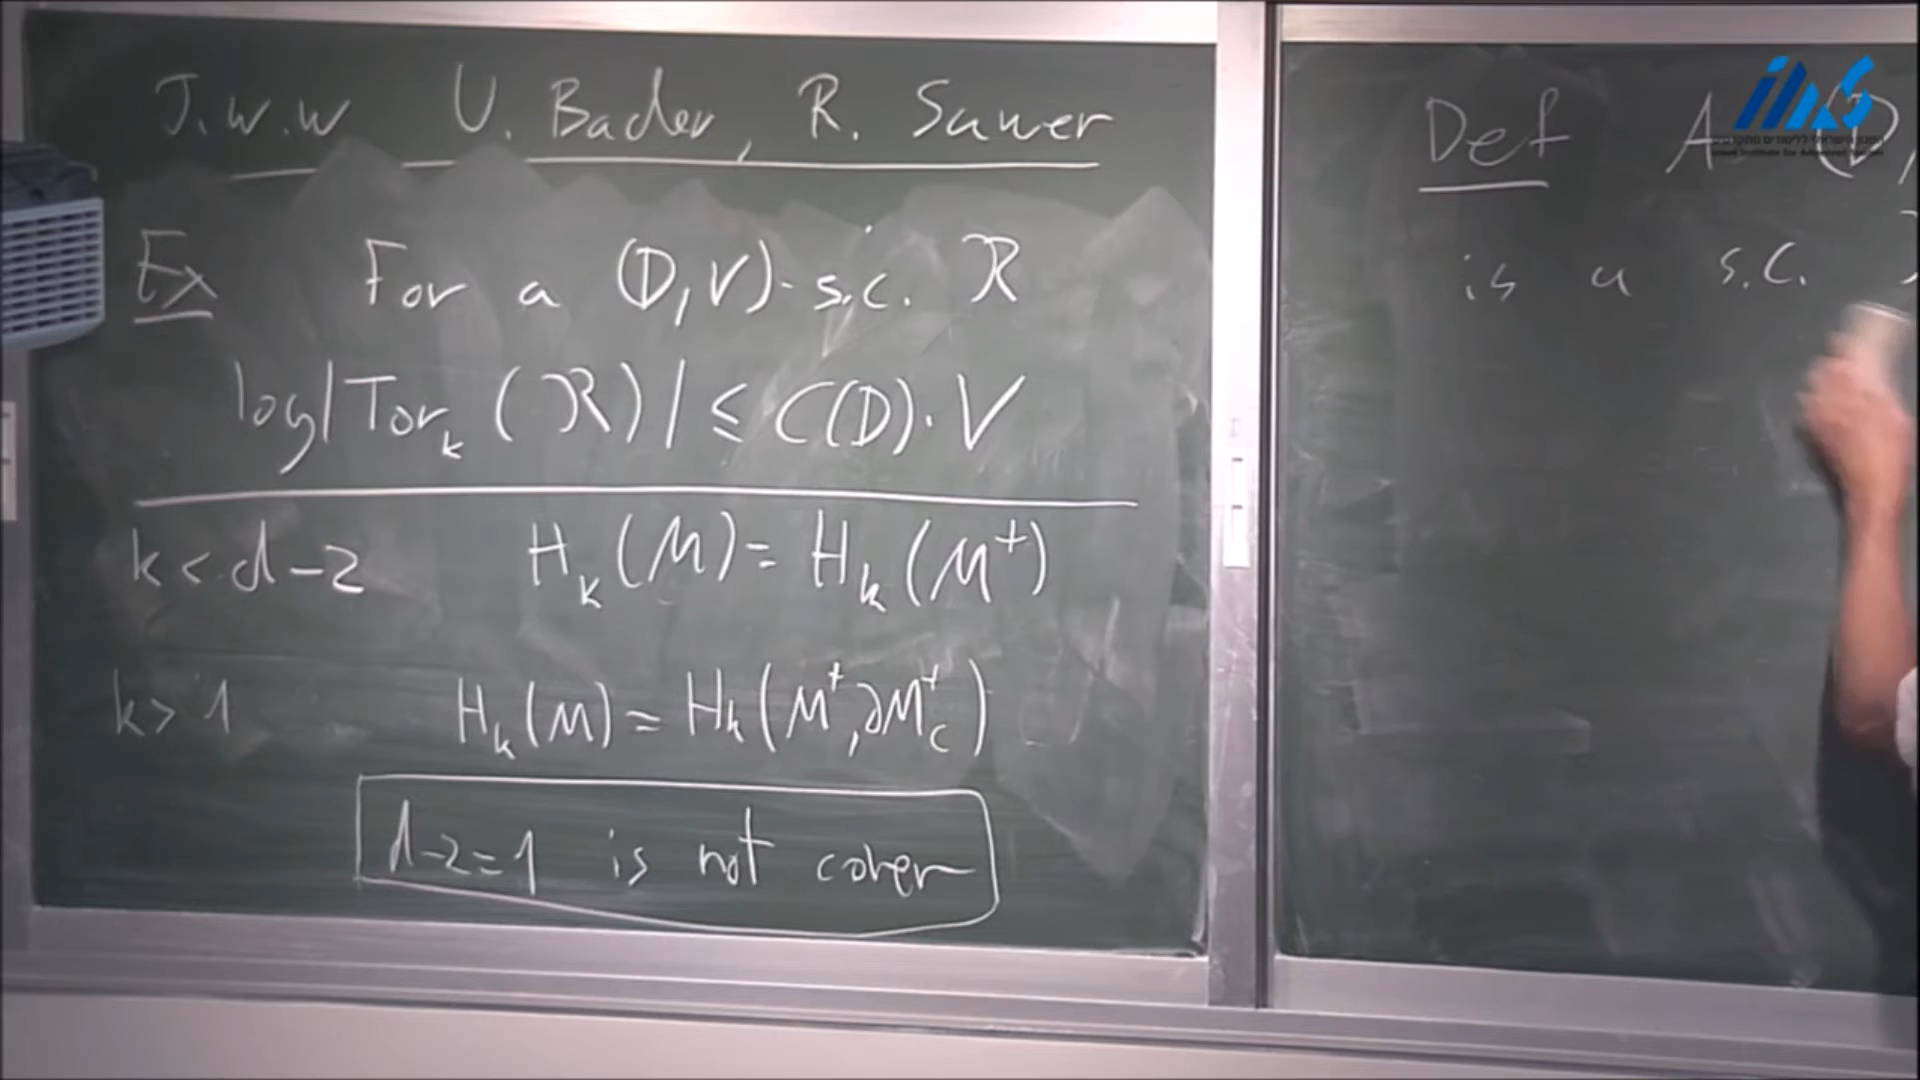 J.w.w U. Bader, R. Sauer
Ex For a (D,V)-s.c. R
log|Tor_k(R)| ≤ C(D)·V
k < d-2 H_k(M) = H_k(M⁺)
k > 1 H_k(M) = H_k(M⁺, ∂M_c⁺)
d-2=1 is not cover
Def A (D,
is a s.c.